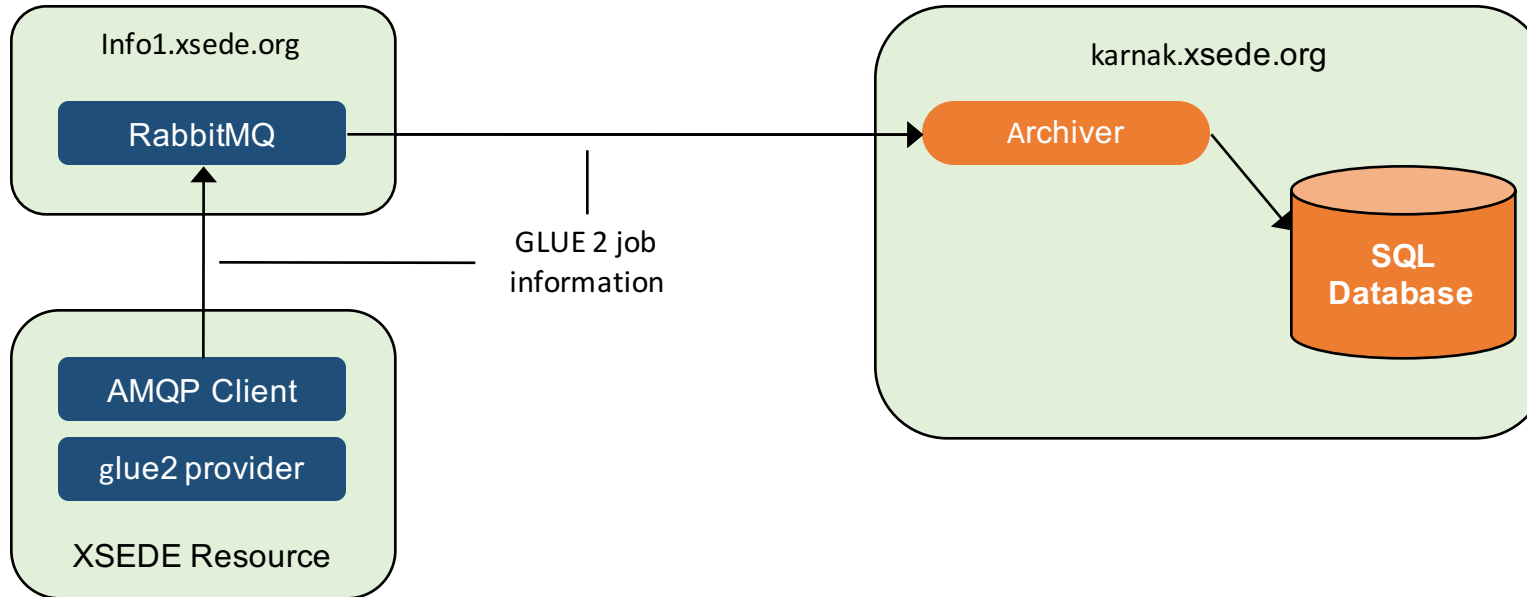 Info1.xsede.org
RabbitMQ
karnak.xsede.org
Archiver
SQL
Database
GLUE 2 job
information
AMQP Client
glue2 provider
XSEDE Resource